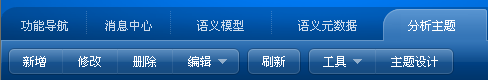 功能导航 消息中心 语义模型 语义元数据 分析主题
新增 修改 删除 编辑 刷新 工具 主题设计